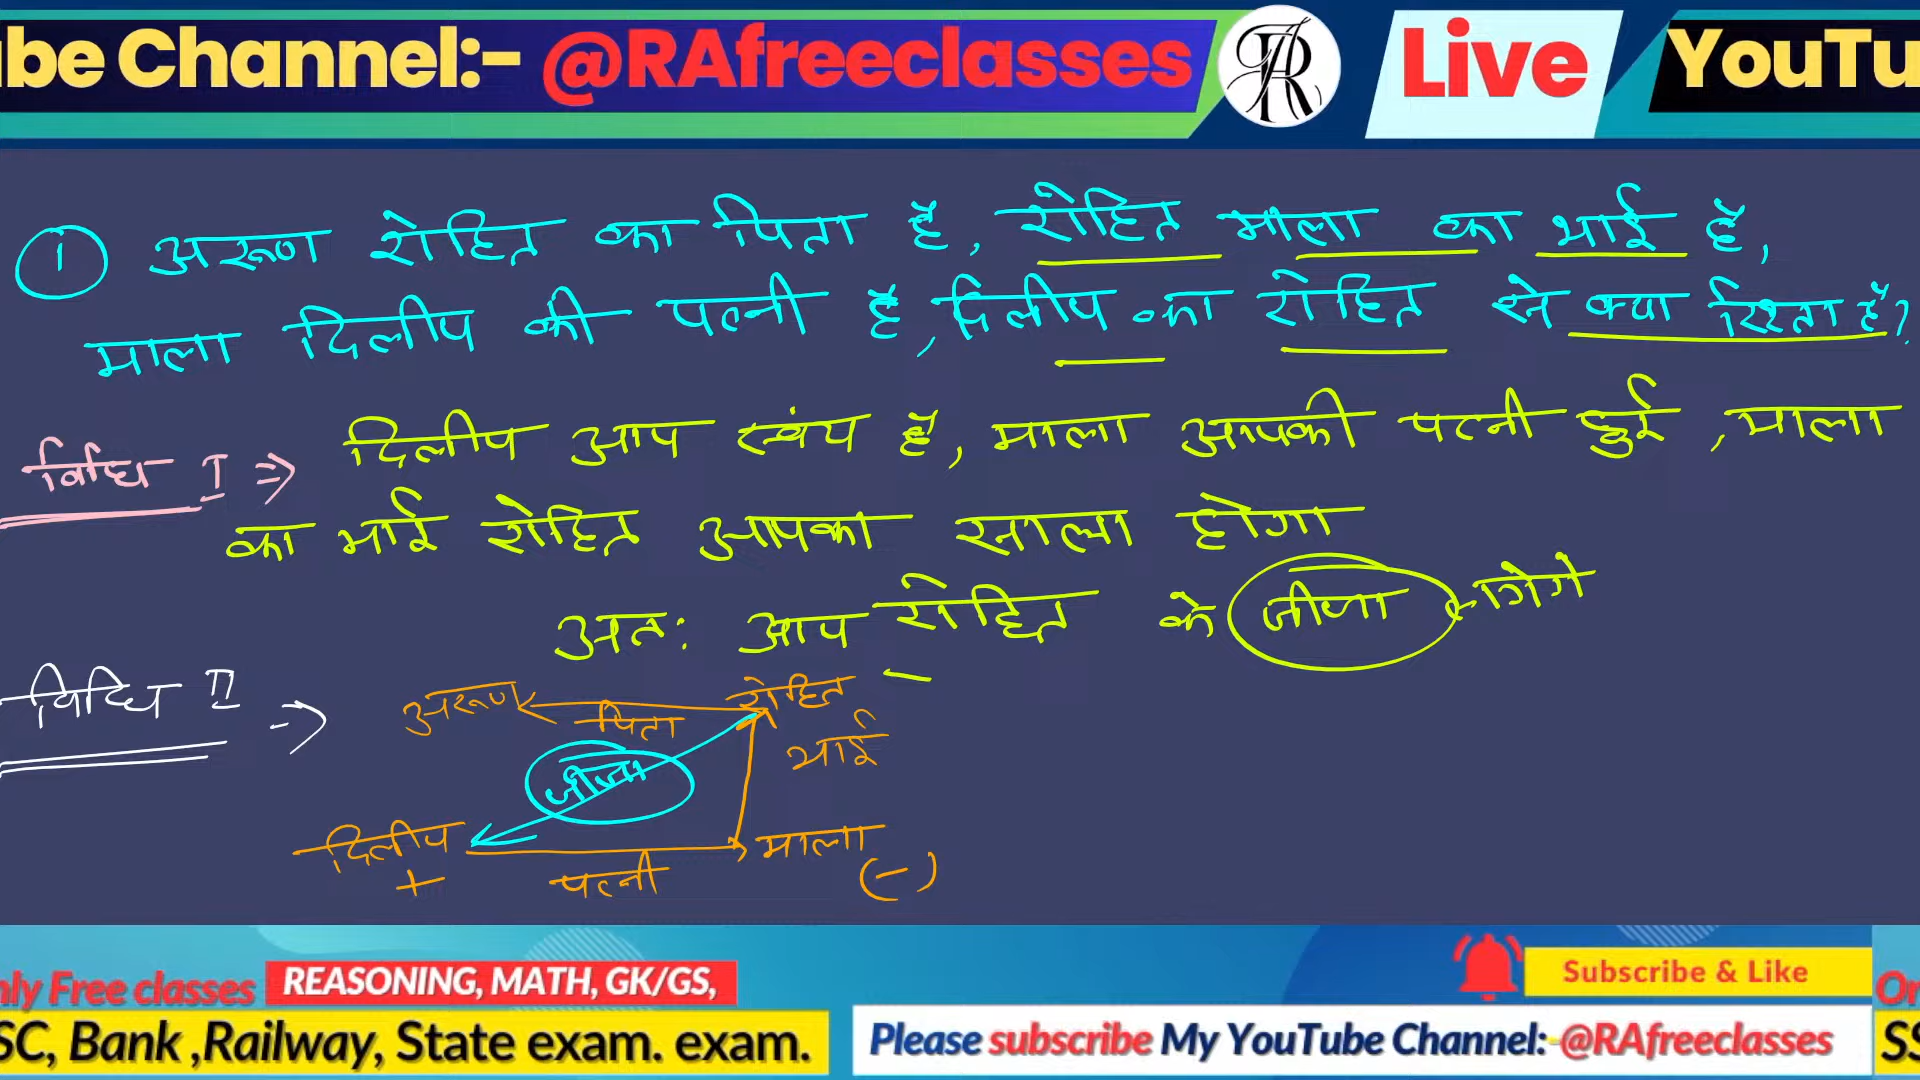 be Channel:- @RAfreeclasses Live YouTu
① अरूण रोहित का पिता है, रोहित माला का भाई है,
माला दिलीप की पत्नी है, दिलीप का रोहित से क्या रिश्ता है?
विधि I ⇒ दिलीप आप स्वंय है, माला आपकी पत्नी हुई, माला
का भाई रोहित आपका साला होगा
अतः आप रोहित के जीजा लगेगे
विधि II ⇒ अरूण पिता रोहित
भाई
जीजा
दिलीप + पत्नी माला (-)
nly Free classes REASONING, MATH, GK/GS,
Subscribe & Like
SC, Bank ,Railway, State exam. exam.
Please subscribe My YouTube Channel:-@RAfreeclasses